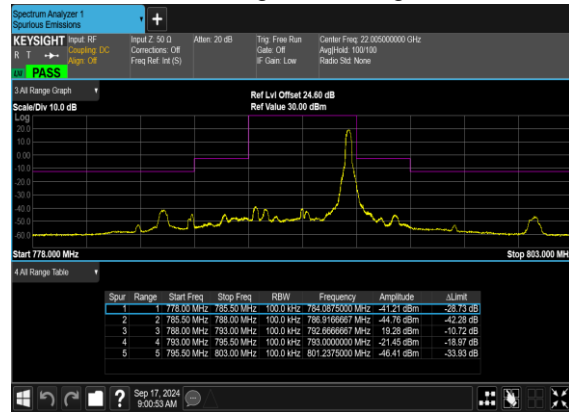 Spectrum Analyzer 1
Spurious Emissions
+
KEYSIGHT Input: RF Input Z: 50 Ω Atten: 20 dB Trig: Free Run Center Freq: 22.005000000 GHz
R T Coupling: DC Corrections: Off Gate: Off Avg|Hold: 100/100
Align: Off Freq Ref: Int (S) IF Gain: Low Radio Std: None
PASS
3 All Range Graph
Ref Lvl Offset 24.60 dB
Scale/Div 10.0 dB Ref Value 30.00 dBm
Log
20.0
10.0
0.00
-10.0
-20.0
-30.0
-40.0
-50.0
-60.0
Start 778.000 MHz Stop 803.000 MH
4 All Range Table
Spur Range Start Freq Stop Freq RBW Frequency Amplitude ΔLimit
1 1 778.00 MHz 785.50 MHz 100.0 kHz 784.0875000 MHz -41.21 dBm -28.73 dB
2 2 785.50 MHz 788.00 MHz 100.0 kHz 786.9166667 MHz -44.76 dBm -42.28 dB
3 3 788.00 MHz 793.00 MHz 100.0 kHz 792.6666667 MHz 19.28 dBm -10.72 dB
4 4 793.00 MHz 795.50 MHz 100.0 kHz 793.0000000 MHz -21.45 dBm -18.97 dB
5 5 795.50 MHz 803.00 MHz 100.0 kHz 801.2375000 MHz -46.41 dBm -33.93 dB
? Sep 17, 2024
9:00:53 AM